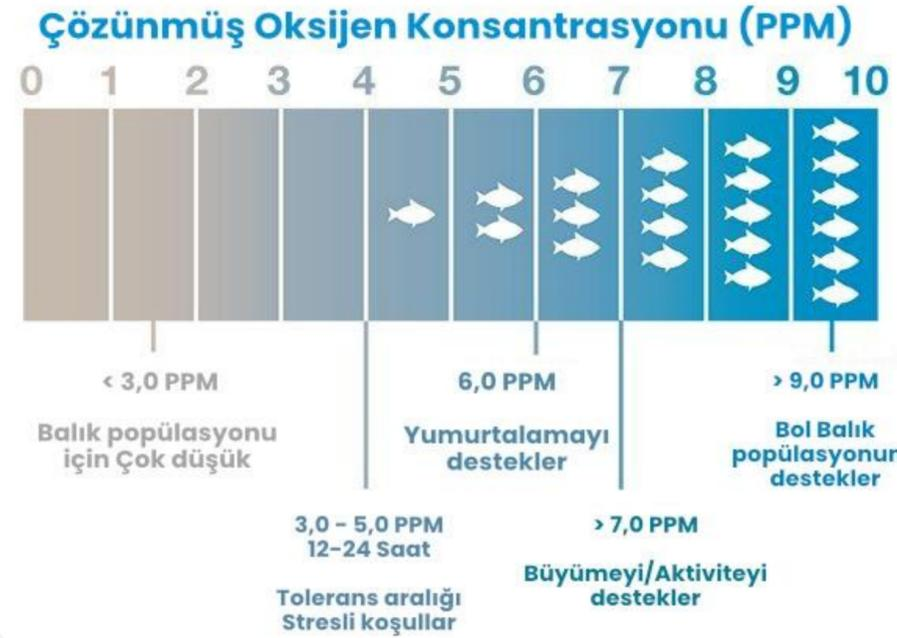 Çözünmüş Oksijen Konsantrasyonu (PPM)
0 1 2 3 4 5 6 7 8 9 10
< 3,0 PPM
Balık popülasyonu
için Çok düşük
3,0 - 5,0 PPM
12-24 Saat
Tolerans aralığı
Stresli koşullar
6,0 PPM
Yumurtalamayı
destekler
> 7,0 PPM
Büyümeyi/Aktiviteyi
destekler
> 9,0 PPM
Bol Balık
popülasyonun
destekler